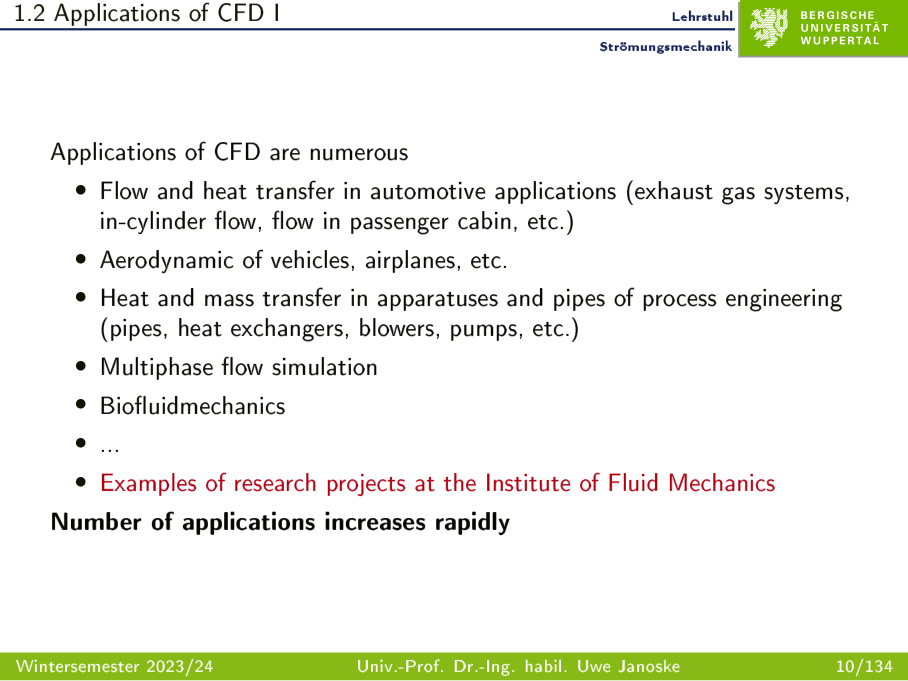 1.2 Applications of CFD I
Lehrstuhl
Strömungsmechanik
BERGISCHE
UNIVERSITÄT
WUPPERTAL
Applications of CFD are numerous
• Flow and heat transfer in automotive applications (exhaust gas systems,
in-cylinder flow, flow in passenger cabin, etc.)
• Aerodynamic of vehicles, airplanes, etc.
• Heat and mass transfer in apparatuses and pipes of process engineering
(pipes, heat exchangers, blowers, pumps, etc.)
• Multiphase flow simulation
• Biofluidmechanics
• ...
• Examples of research projects at the Institute of Fluid Mechanics
Number of applications increases rapidly
Wintersemester 2023/24 Univ.-Prof. Dr.-Ing. habil. Uwe Janoske 10/134